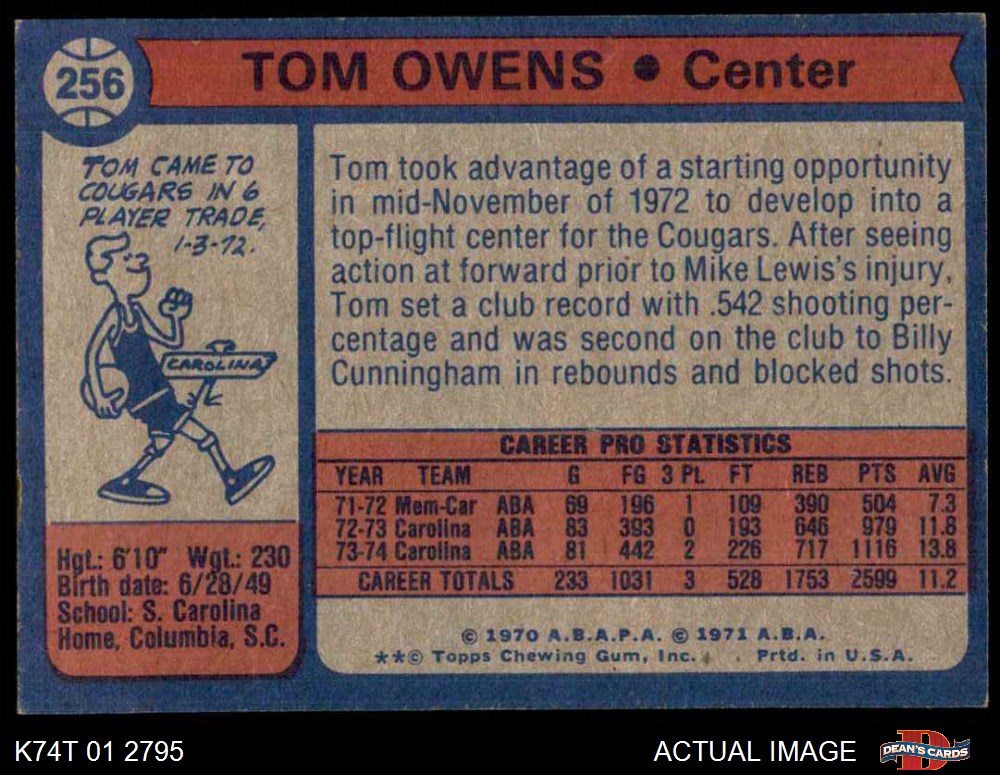 256
TOM OWENS • Center
TOM CAME TO
COUGARS IN 6
PLAYER TRADE,
1-3-72.
CAROLINA
Hgt.: 6'10" Wgt.: 230
Birth date: 6/28/49
School: S. Carolina
Home, Columbia, S.C.
Tom took advantage of a starting opportunity
in mid-November of 1972 to develop into a
top-flight center for the Cougars. After seeing
action at forward prior to Mike Lewis's injury,
Tom set a club record with .542 shooting per-
centage and was second on the club to Billy
Cunningham in rebounds and blocked shots.
CAREER PRO STATISTICS
YEAR TEAM G FG 3 PL FT REB PTS AVG
71-72 Mem-Car ABA 69 196 1 109 390 504 7.3
72-73 Carolina ABA 83 393 0 193 646 979 11.8
73-74 Carolina ABA 81 442 2 226 717 1116 13.8
CAREER TOTALS 233 1031 3 528 1753 2599 11.2
© 1970 A.B.A.P.A. © 1971 A.B.A.
**© Topps Chewing Gum, Inc. Prtd. in U.S.A.
K74T 01 2795
ACTUAL IMAGE
D
DEAN'S CARDS